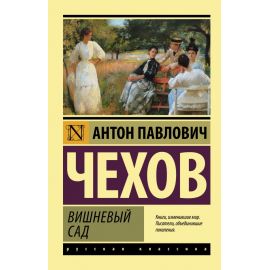 N
АНТОН ПАВЛОВИЧ
ЧЕХОВ
ВИШНЕВЫЙ
САД
Книги, изменившие мир.
Писатели, объединившие
поколения.
русская классика